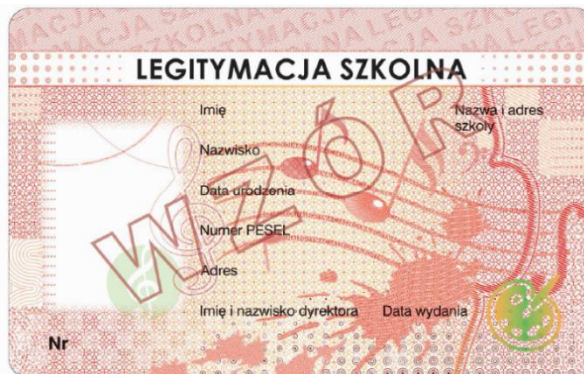 LEGITYMACJA SZKOLNA
Imię
Nazwa i adres
szkoły
Nazwisko
Data urodzenia
Numer PESEL
Adres
Imię i nazwisko dyrektora Data wydania
Nr
WZÓR